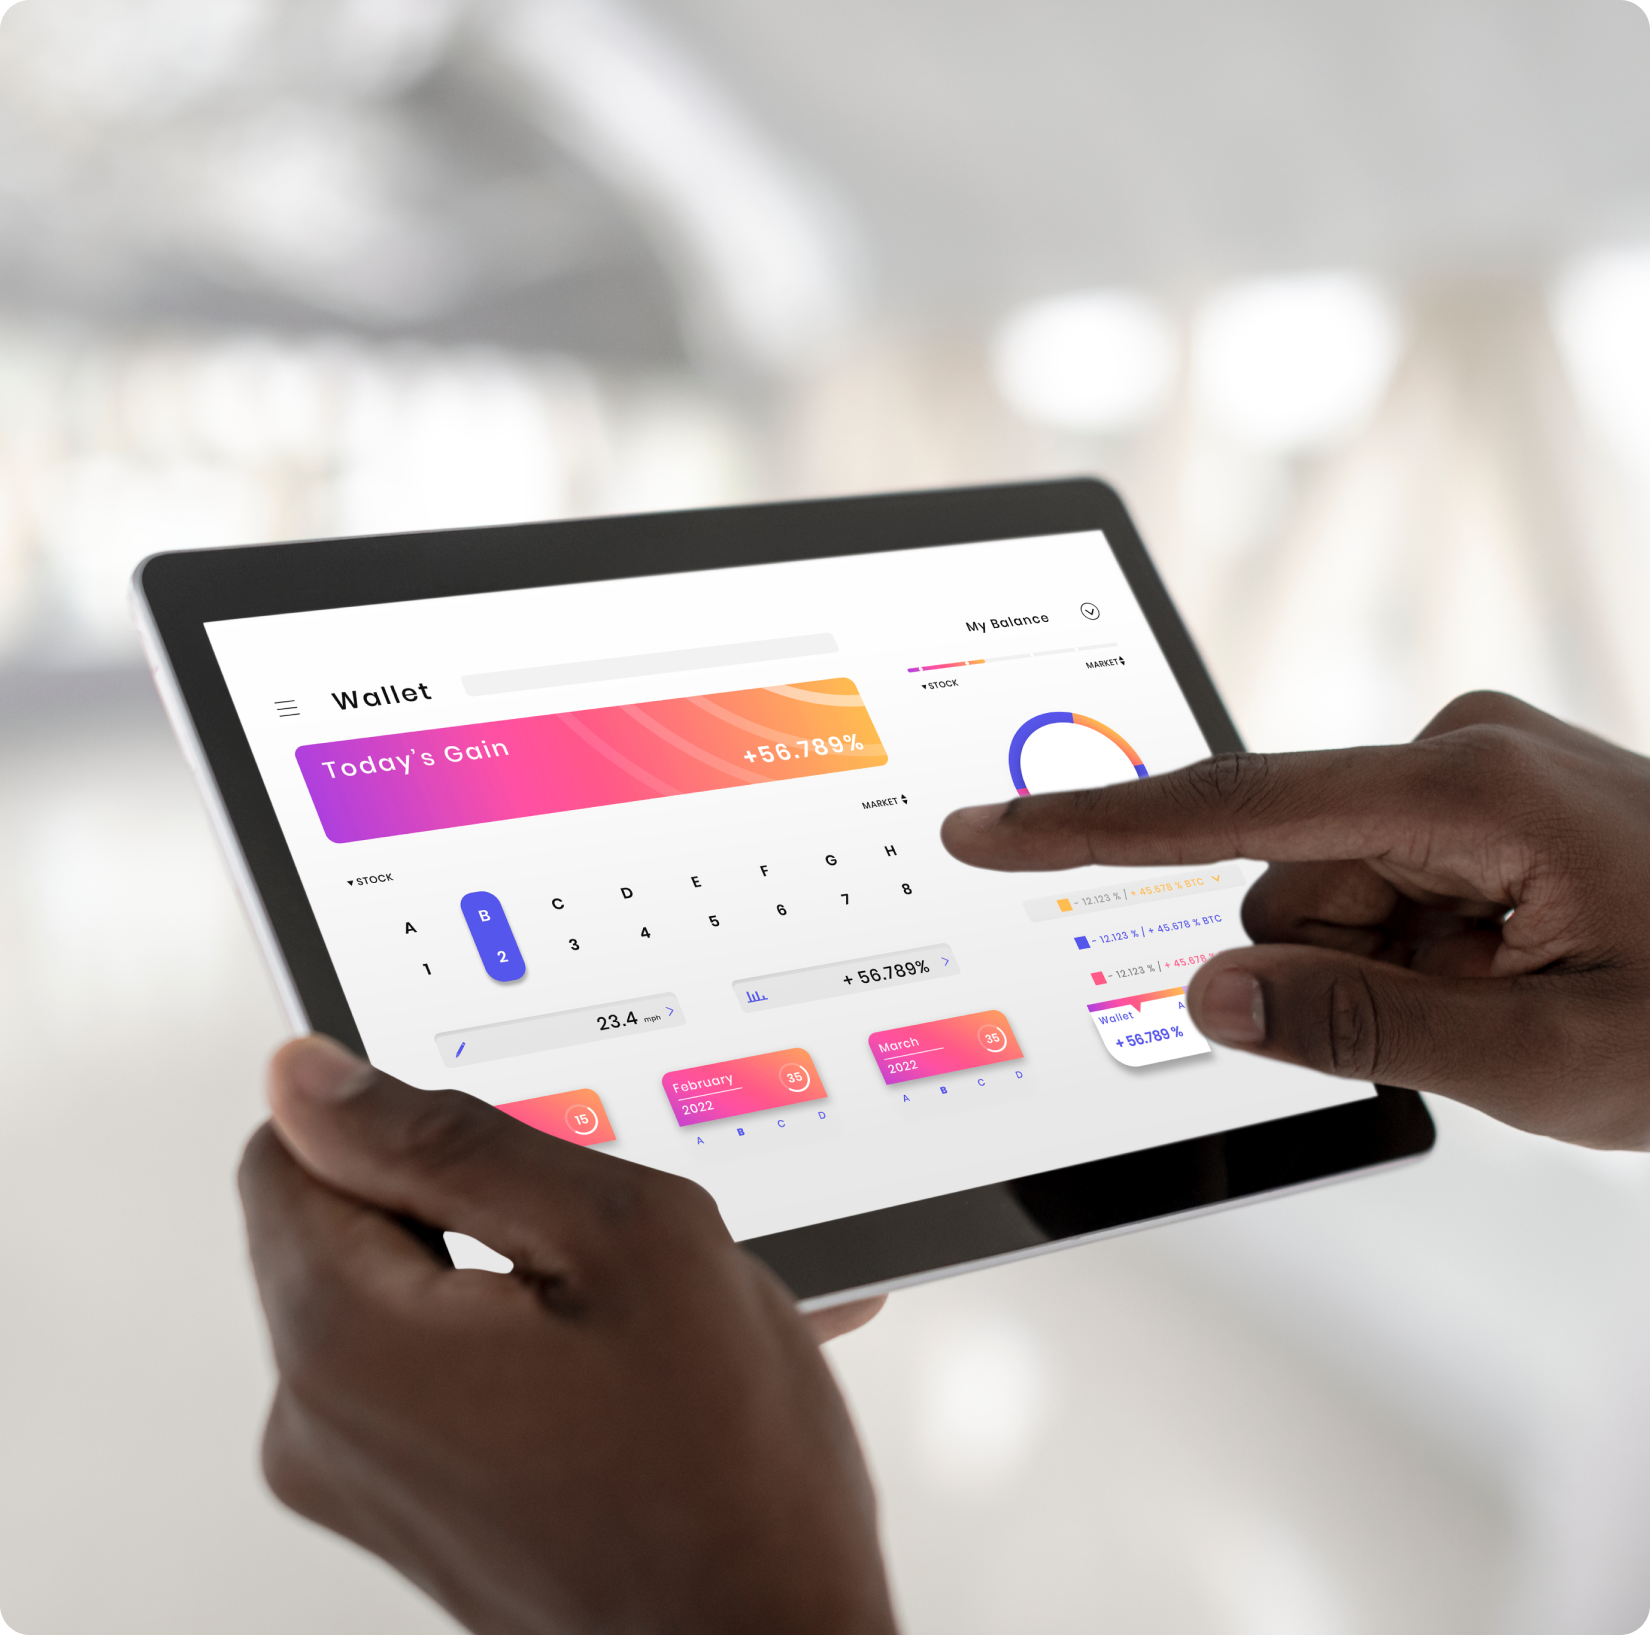 My Balance
Wallet
▾ STOCK
MARKET
Today's Gain
+56.789%
MARKET
▾ STOCK
A B C D E F G H
1 2 3 4 5 6 7 8
- 12.123 % | + 45.678 % BTC
- 12.123 % | + 45.678 % BTC
- 12.123 % | + 45.678 %
23.4 mph
+ 56.789%
Wallet
A
+ 56.789 %
15
February
2022
35
A B C D
March
2022
35
A B C D